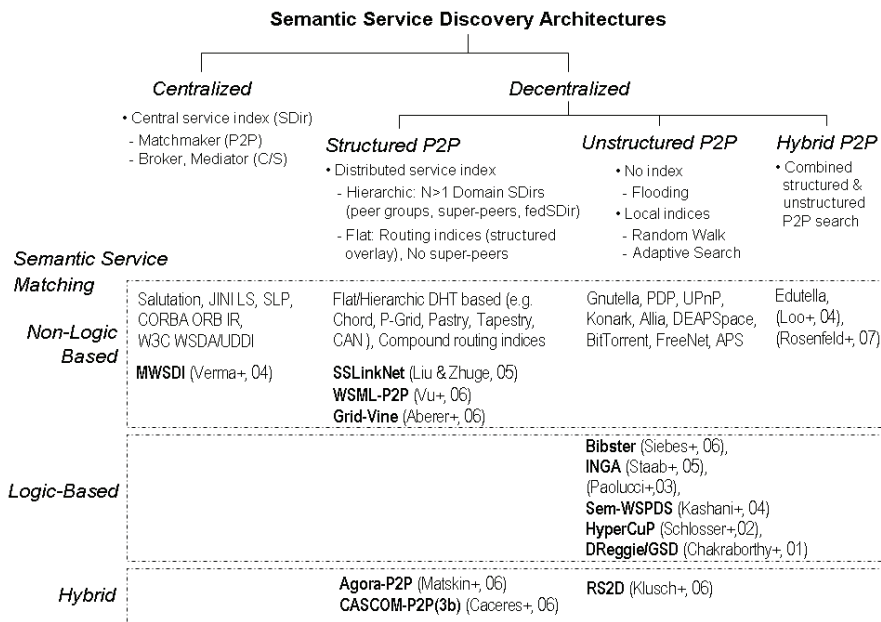 Semantic Service Discovery Architectures
Centralized
• Central service index (SDir)
- Matchmaker (P2P)
- Broker, Mediator (C/S)
Decentralized
Structured P2P
• Distributed service index
- Hierarchic: N>1 Domain SDirs
(peer groups, super-peers, fedSDir)
- Flat: Routing indices (structured
overlay), No super-peers
Unstructured P2P
• No index
- Flooding
• Local indices
- Random Walk
- Adaptive Search
Hybrid P2P
• Combined
structured &
unstructured
P2P search
Semantic Service
Matching
Non-Logic
Based
Salutation, JINI LS, SLP,
CORBA ORB IR,
W3C WSDA/UDDI
MWSDI (Verma+, 04)
Flat/Hierarchic DHT based (e.g.
Chord, P-Grid, Pastry, Tapestry,
CAN ), Compound routing indices
SSLinkNet (Liu & Zhuge, 05)
WSML-P2P (Vu+, 06)
Grid-Vine (Aberer+, 06)
Gnutella, PDP, UPnP,
Konark, Allia, DEAPSpace,
BitTorrent, FreeNet, APS
Edutella,
(Loo+, 04),
(Rosenfeld+, 07)
Logic-Based
Bibster (Siebes+, 06),
INGA (Staab+, 05),
(Paolucci+,03),
Sem-WSPDS (Kashani+, 04)
HyperCuP (Schlosser+,02),
DReggie/GSD (Chakraborthy+, 01)
Hybrid
Agora-P2P (Matskin+, 06)
CASCOM-P2P(3b) (Caceres+, 06)
RS2D (Klusch+, 06)